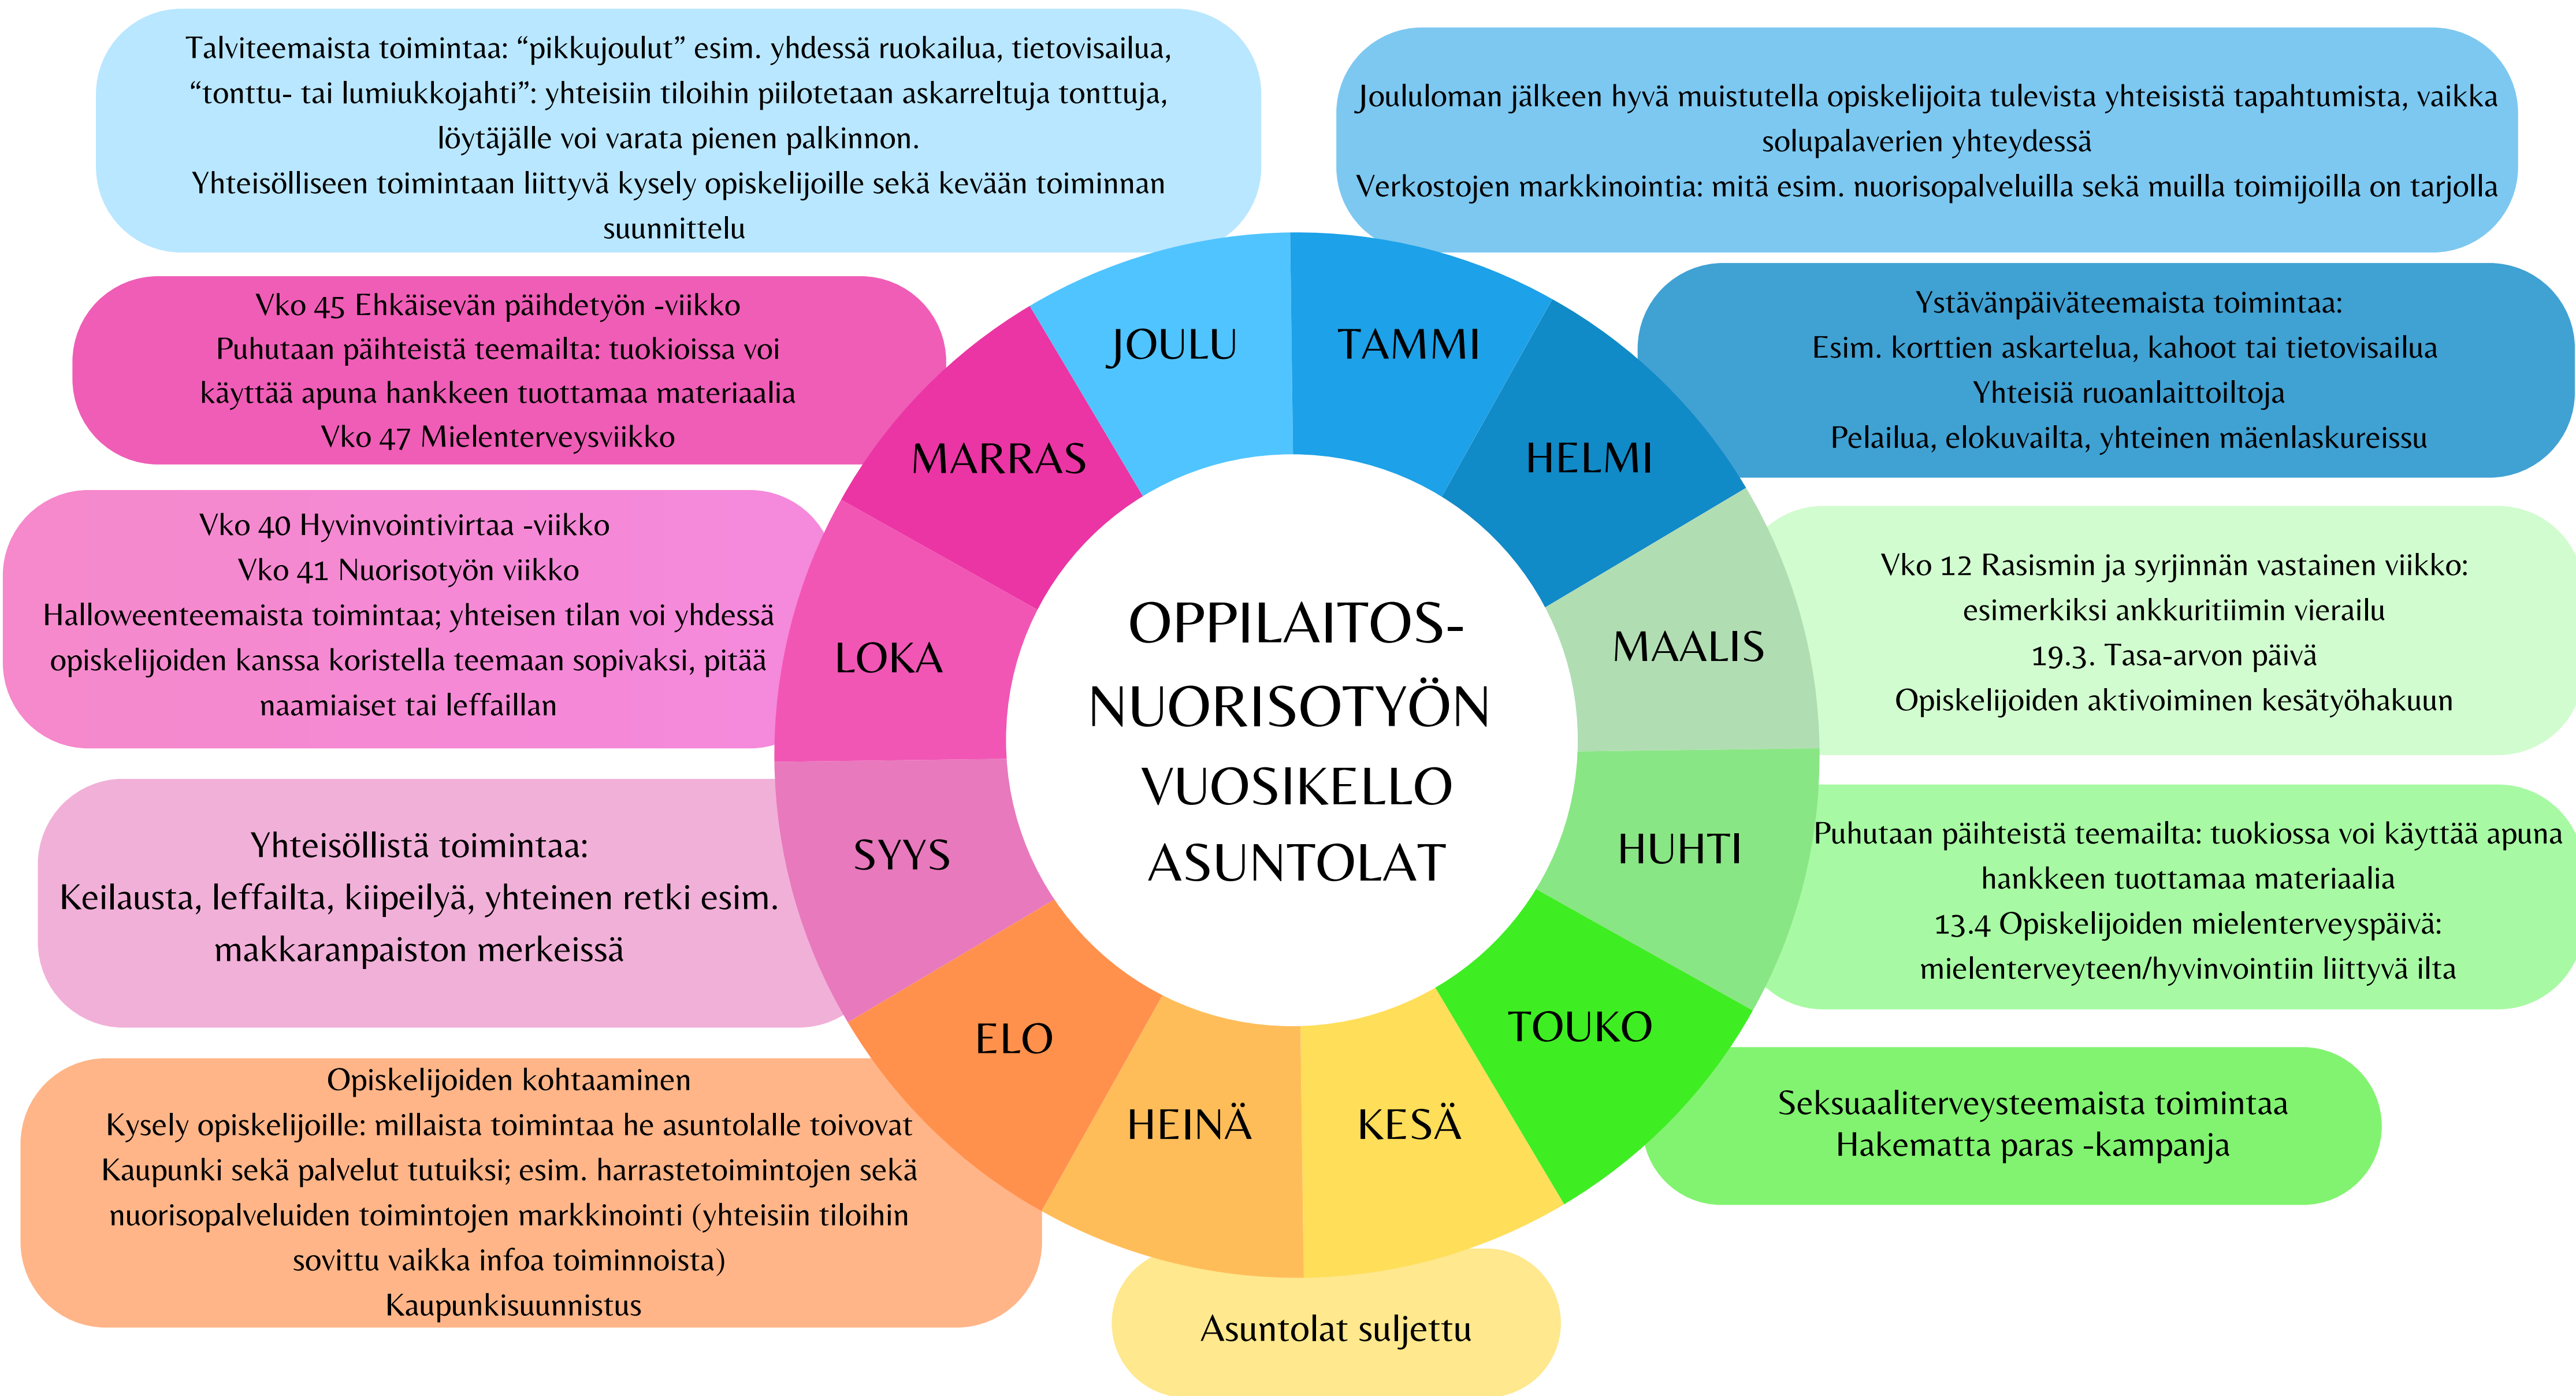 Talviteemaista toimintaa: “pikkujoulut” esim. yhdessä ruokailua, tietovisailua,
“tonttu- tai lumiukkojahti”: yhteisiin tiloihin piilotetaan askarreltuja tonttuja,
löytäjälle voi varata pienen palkinnon.
Yhteisölliseen toimintaan liittyvä kysely opiskelijoille sekä kevään toiminnan
suunnittelu
Joululoman jälkeen hyvä muistutella opiskelijoita tulevista yhteisistä tapahtumista, vaikka
solupalaverien yhteydessä
Verkostojen markkinointia: mitä esim. nuorisopalveluilla sekä muilla toimijoilla on tarjolla
Vko 45 Ehkäisevän päihdetyön -viikko
Puhutaan päihteistä teemailta: tuokioissa voi
käyttää apuna hankkeen tuottamaa materiaalia
Vko 47 Mielenterveysviikko
Ystävänpäiväteemaista toimintaa:
Esim. korttien askartelua, kahoot tai tietovisailua
Yhteisiä ruoanlaittoiltoja
Pelailua, elokuvailta, yhteinen mäenlaskureissu
Vko 40 Hyvinvointivirtaa -viikko
Vko 41 Nuorisotyön viikko
Halloweenteemaista toimintaa; yhteisen tilan voi yhdessä
opiskelijoiden kanssa koristella teemaan sopivaksi, pitää
naamiaiset tai leffaillan
Vko 12 Rasismin ja syrjinnän vastainen viikko:
esimerkiksi ankkuritiimin vierailu
19.3. Tasa-arvon päivä
Opiskelijoiden aktivoiminen kesätyöhakuun
Yhteisöllistä toimintaa:
Keilausta, leffailta, kiipeilyä, yhteinen retki esim.
makkaranpaiston merkeissä
Puhutaan päihteistä teemailta: tuokiossa voi käyttää apuna
hankkeen tuottamaa materiaalia
13.4 Opiskelijoiden mielenterveyspäivä:
mielenterveyteen/hyvinvointiin liittyvä ilta
Opiskelijoiden kohtaaminen
Kysely opiskelijoille: millaista toimintaa he asuntolalle toivovat
Kaupunki sekä palvelut tutuiksi; esim. harrastetoimintojen sekä
nuorisopalveluiden toimintojen markkinointi (yhteisiin tiloihin
sovittu vaikka infoa toiminnoista)
Kaupunkisuunnistus
Seksuaaliterveysteemaista toimintaa
Hakematta paras -kampanja
Asuntolat suljettu
JOULU
TAMMI
HELMI
MAALIS
HUHTI
TOUKO
KESÄ
HEINÄ
ELO
SYYS
LOKA
MARRAS
OPPILAITOS-
NUORISOTYÖN
VUOSIKELLO
ASUNTOLAT